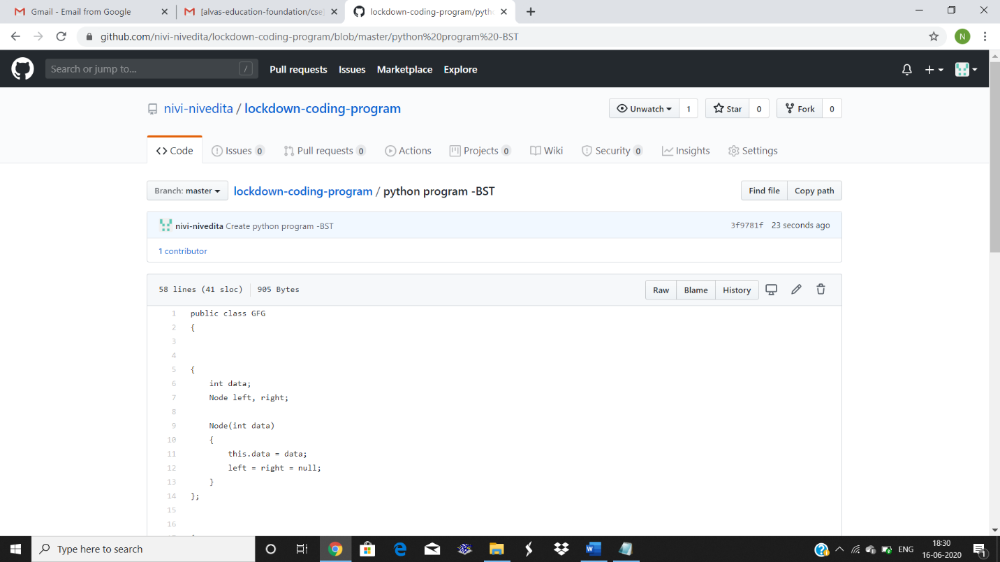 Gmail - Email from Google
[alvas-education-foundation/cse]
lockdown-coding-program/pytho
github.com/nivi-nivedita/lockdown-coding-program/blob/master/python%20program%20-BST
N
Search or jump to...
/
Pull requests
Issues
Marketplace
Explore
nivi-nivedita / lockdown-coding-program
Unwatch 1
Star 0
Fork 0
Code
Issues 0
Pull requests 0
Actions
Projects 0
Wiki
Security 0
Insights
Settings
Branch: master
lockdown-coding-program / python program -BST
Find file
Copy path
nivi-nivedita Create python program -BST
3f9781f 23 seconds ago
1 contributor
58 lines (41 sloc) 905 Bytes
Raw
Blame
History
1 public class GFG
2 {
3
4
5 {
6 int data;
7 Node left, right;
8
9 Node(int data)
10 {
11 this.data = data;
12 left = right = null;
13 }
14 };
15
16
Type here to search
ENG
18:30
16-06-2020
1